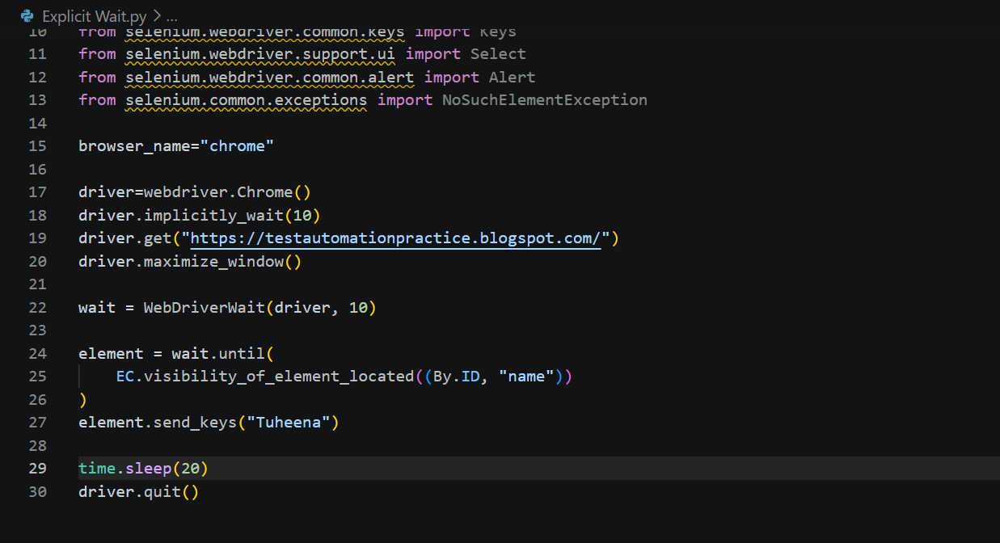 Explicit Wait.py > ...
10 from selenium.webdriver.common.keys import Keys
11 from selenium.webdriver.support.ui import Select
12 from selenium.webdriver.common.alert import Alert
13 from selenium.common.exceptions import NoSuchElementException
14
15 browser_name="chrome"
16
17 driver=webdriver.Chrome()
18 driver.implicitly_wait(10)
19 driver.get("https://testautomationpractice.blogspot.com/")
20 driver.maximize_window()
21
22 wait = WebDriverWait(driver, 10)
23
24 element = wait.until(
25     EC.visibility_of_element_located((By.ID, "name"))
26 )
27 element.send_keys("Tuheena")
28
29 time.sleep(20)
30 driver.quit()